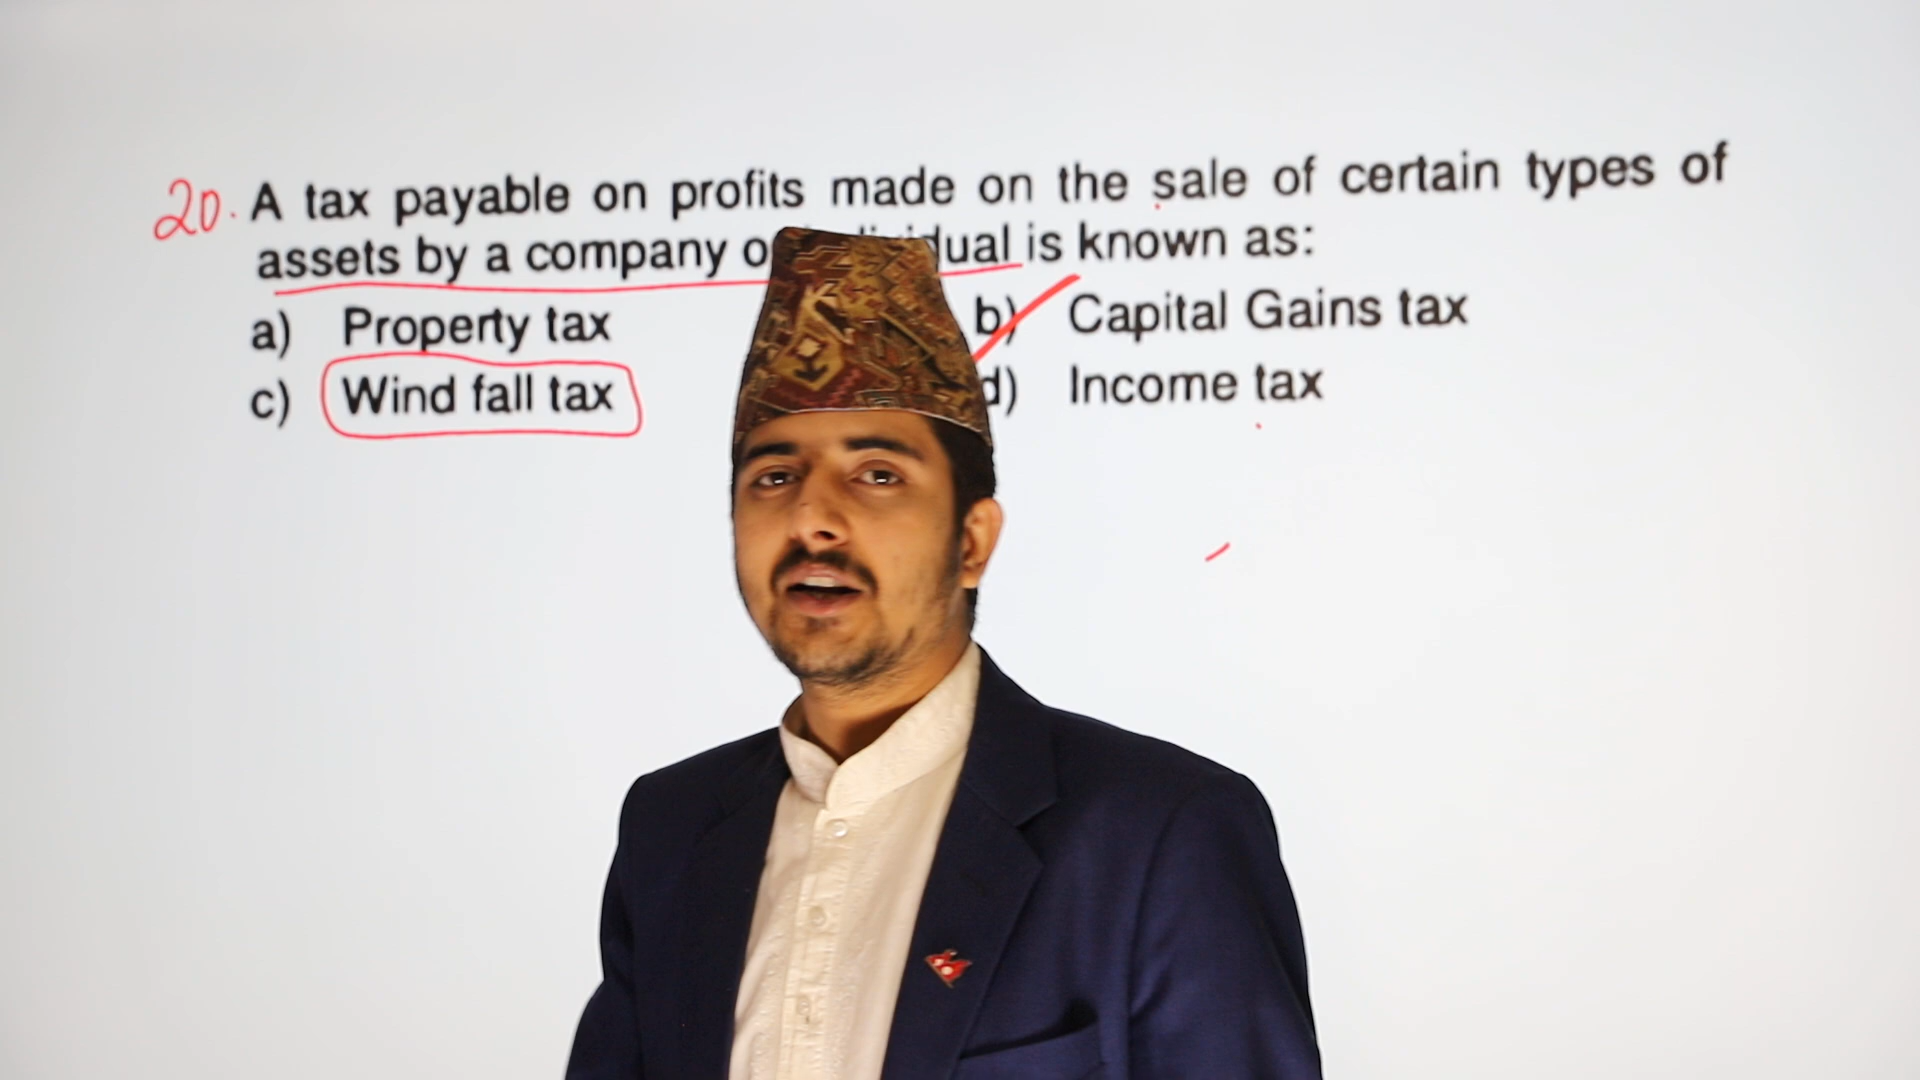 20. A tax payable on profits made on the sale of certain types of
assets by a company is known as:
a) Property tax b) Capital Gains tax
c) Wind fall tax d) Income tax